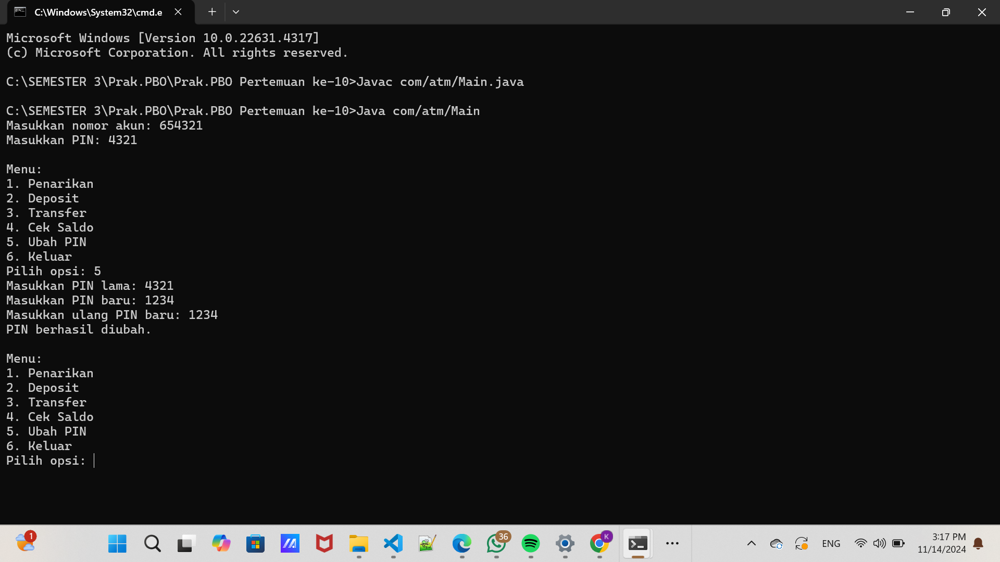 C:\Windows\System32\cmd.e
Microsoft Windows [Version 10.0.22631.4317]
(c) Microsoft Corporation. All rights reserved.
C:\SEMESTER 3\Prak.PBO\Prak.PBO Pertemuan ke-10>Javac com/atm/Main.java
C:\SEMESTER 3\Prak.PBO\Prak.PBO Pertemuan ke-10>Java com/atm/Main
Masukkan nomor akun: 654321
Masukkan PIN: 4321
Menu:
1. Penarikan
2. Deposit
3. Transfer
4. Cek Saldo
5. Ubah PIN
6. Keluar
Pilih opsi: 5
Masukkan PIN lama: 4321
Masukkan PIN baru: 1234
Masukkan ulang PIN baru: 1234
PIN berhasil diubah.
Menu:
1. Penarikan
2. Deposit
3. Transfer
4. Cek Saldo
5. Ubah PIN
6. Keluar
Pilih opsi:
1
36
K
ENG
3:17 PM
11/14/2024